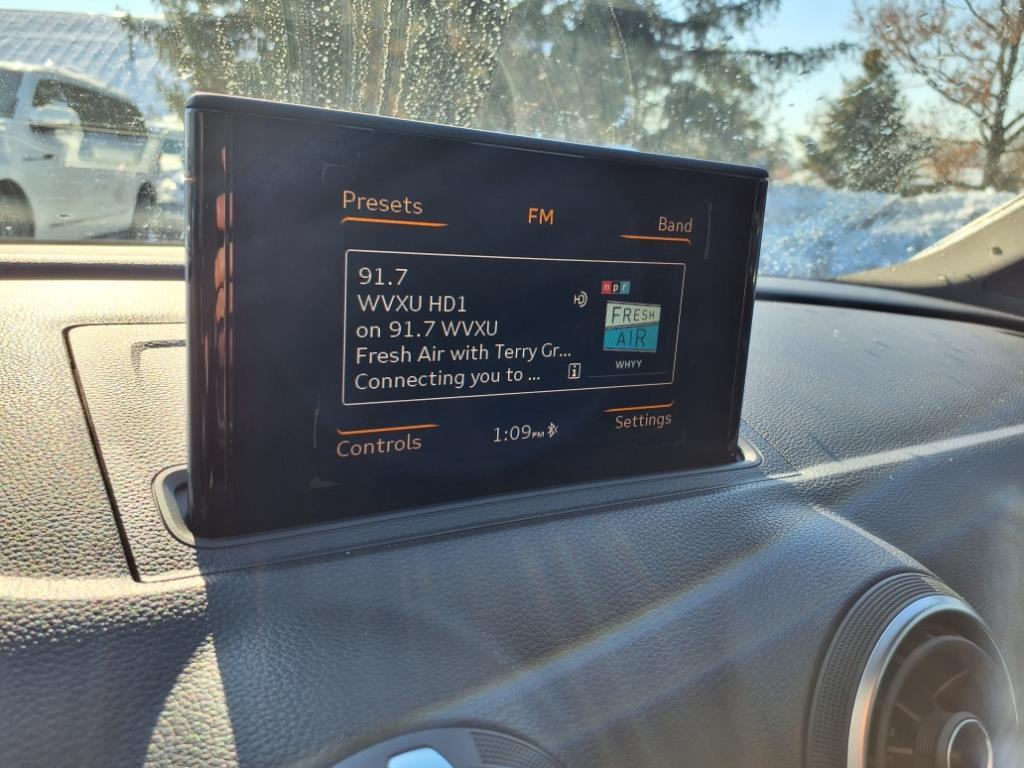 Presets
FM
Band
91.7
WVXU HD1
on 91.7 WVXU
Fresh Air with Terry Gr...
Connecting you to ...
HD
i
npr
FRESH
AIR
WHYY
Controls
1:09PM
Settings